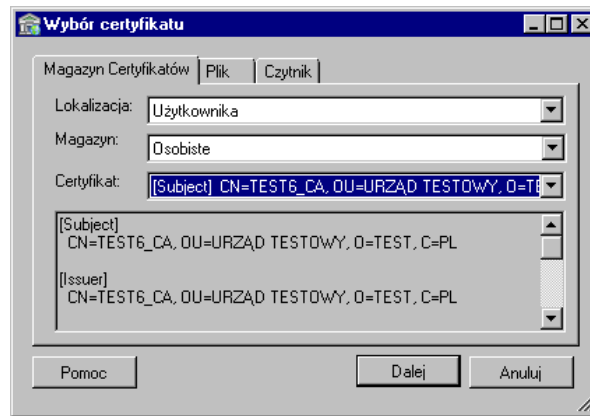 Wybór certyfikatu
Magazyn Certyfikatów Plik Czytnik
Lokalizacja: Użytkownika
Magazyn: Osobiste
Certyfikat: [Subject] CN=TEST6_CA, OU=URZĄD TESTOWY, O=TE
[Subject]
CN=TEST6_CA, OU=URZĄD TESTOWY, O=TEST, C=PL
[Issuer]
CN=TEST6_CA, OU=URZĄD TESTOWY, O=TEST, C=PL
Pomoc Dalej Anuluj